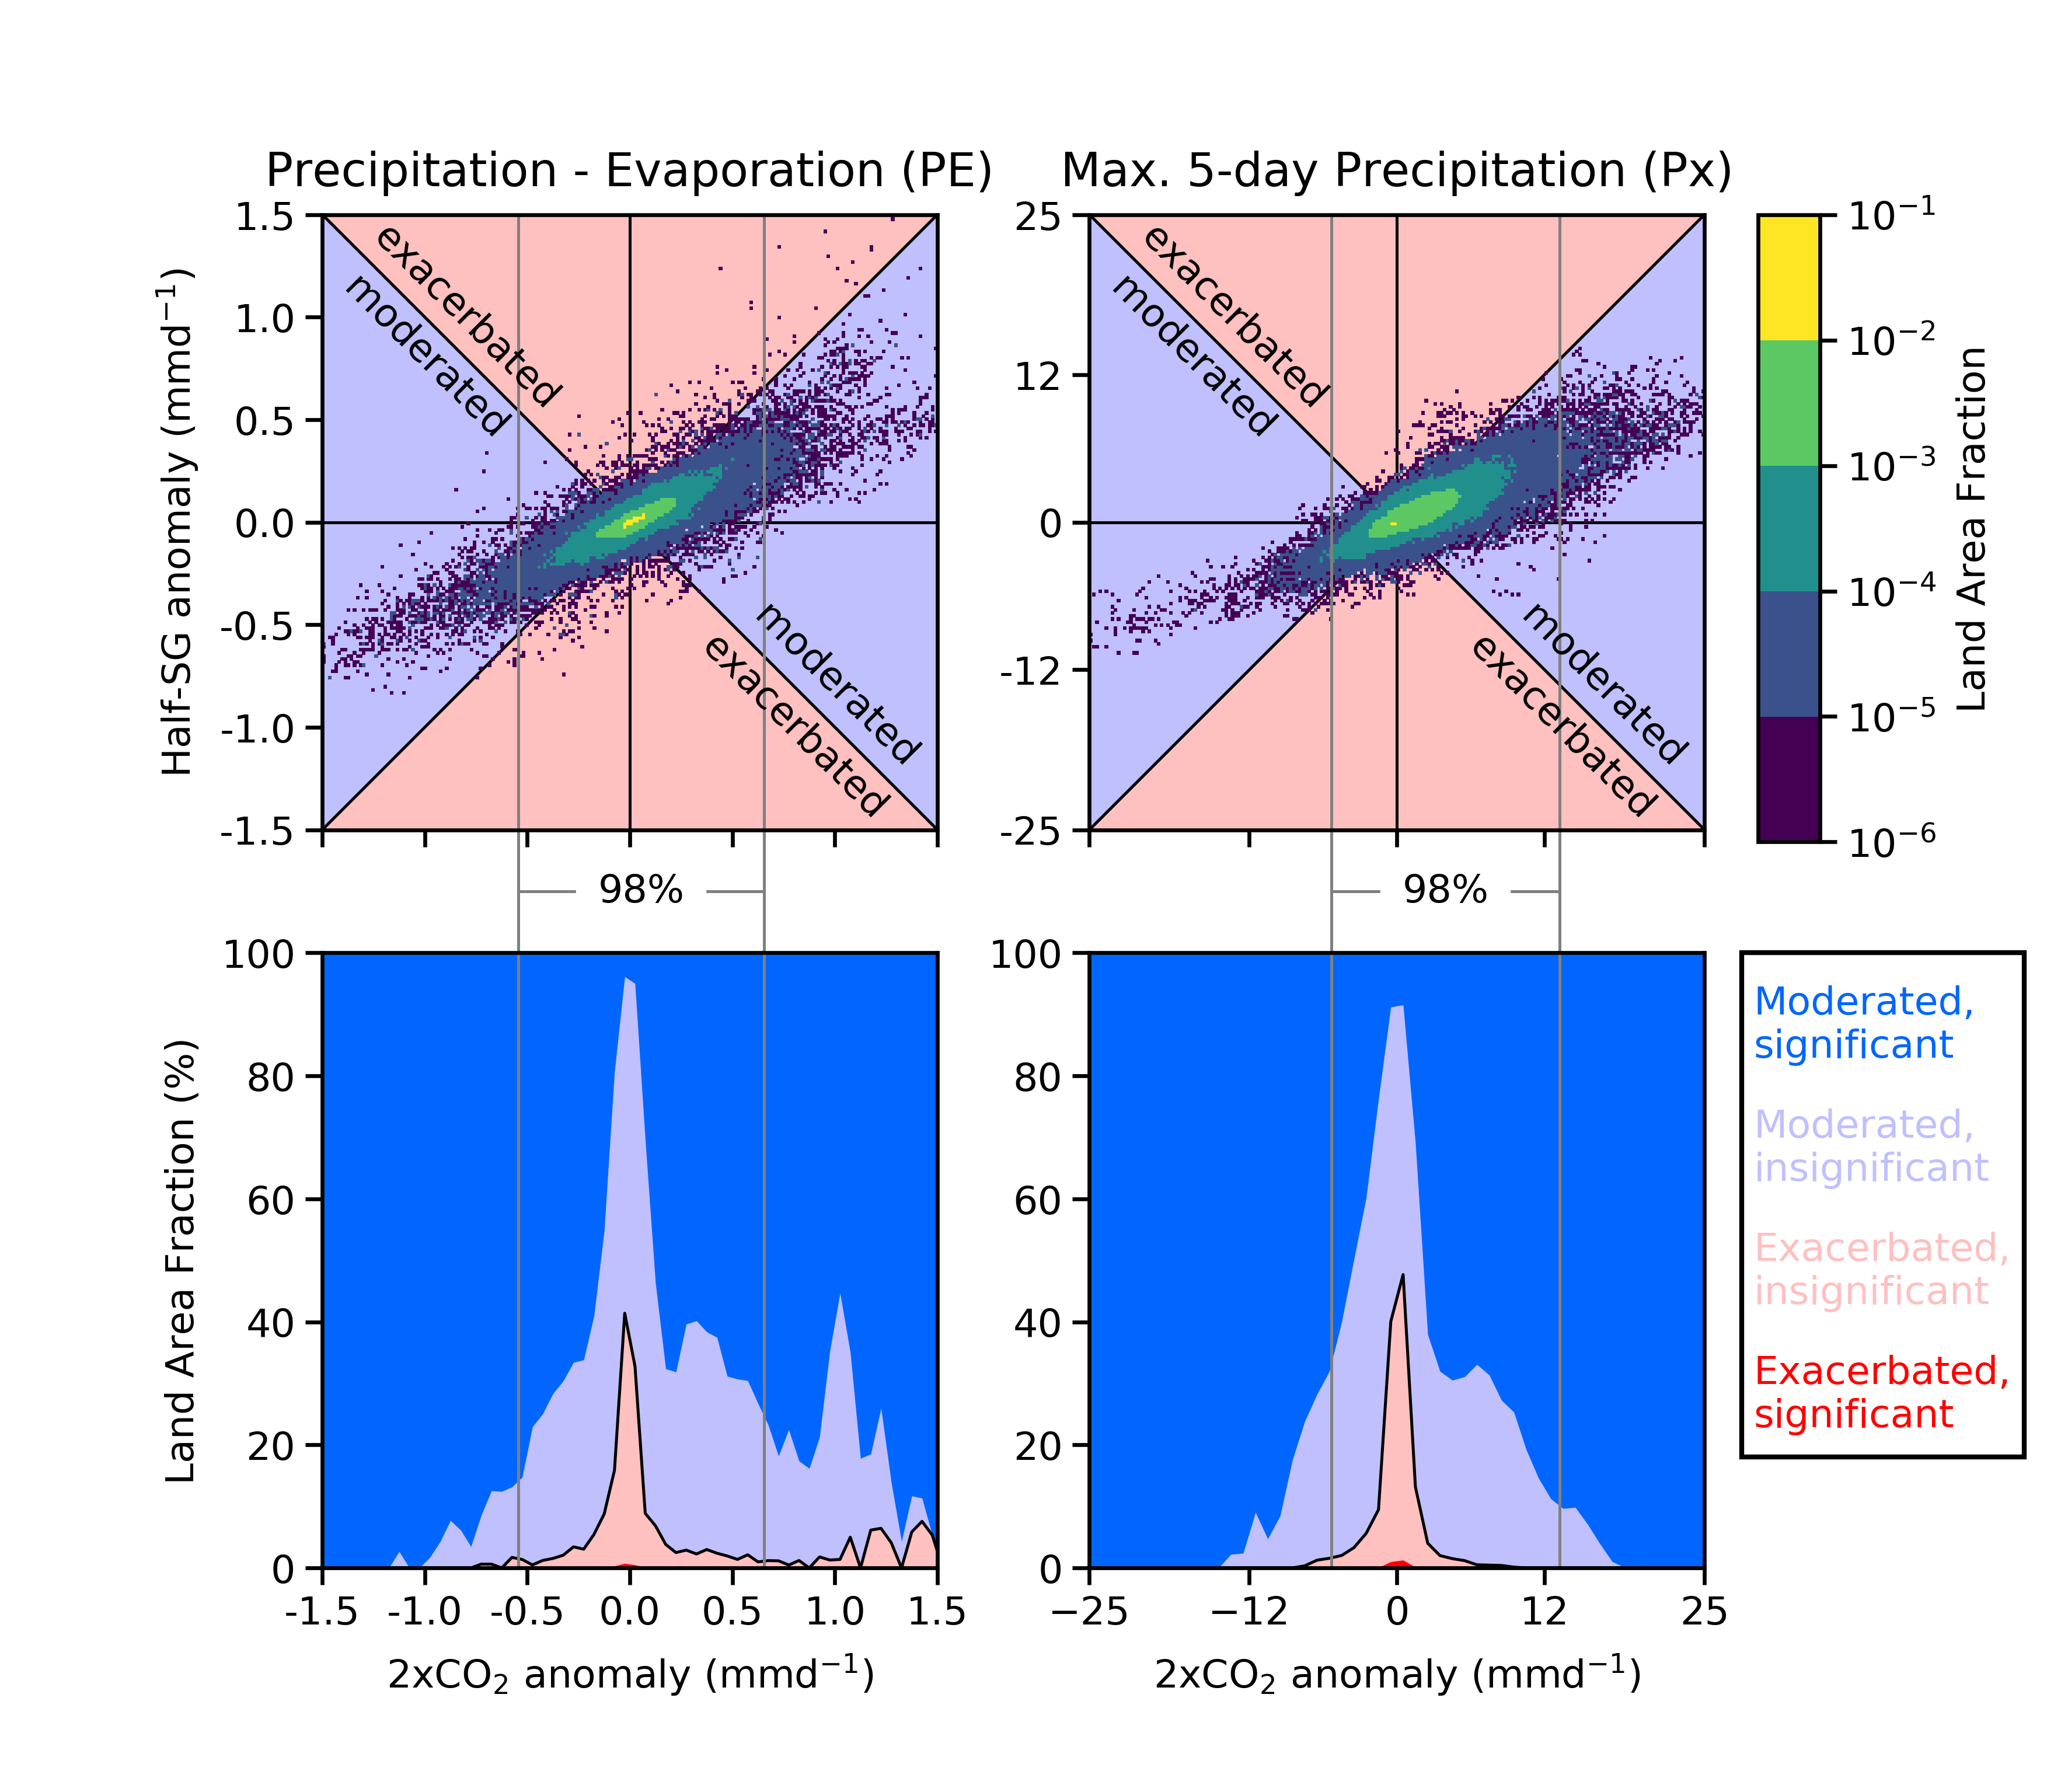 Precipitation - Evaporation (PE)
Max. 5-day Precipitation (Px)
Half-SG anomaly (mmd⁻¹)
1.5
1.0
0.5
0.0
-0.5
-1.0
-1.5
exacerbated
moderated
moderated
exacerbated
25
12
0
-12
-25
exacerbated
moderated
moderated
exacerbated
10⁻¹
10⁻²
10⁻³
10⁻⁴
10⁻⁵
10⁻⁶
Land Area Fraction
98%
98%
Land Area Fraction (%)
100
80
60
40
20
0
-1.5 -1.0 -0.5 0.0 0.5 1.0 1.5
2xCO₂ anomaly (mmd⁻¹)
100
80
60
40
20
0
−25 −12 0 12 25
2xCO₂ anomaly (mmd⁻¹)
Moderated,
significant
Moderated,
insignificant
Exacerbated,
insignificant
Exacerbated,
significant